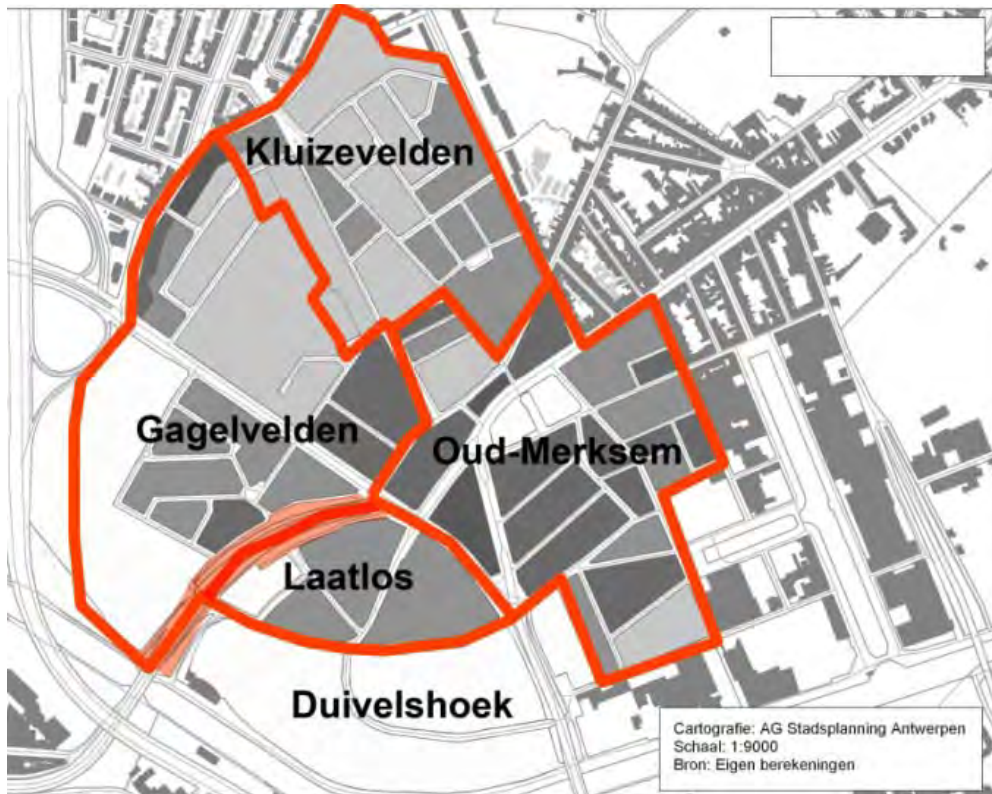 Kluizevelden
Gagelvelden
Oud-Merksem
Laatlos
Duivelshoek
Cartografie: AG Stadsplanning Antwerpen
Schaal: 1:9000
Bron: Eigen berekeningen